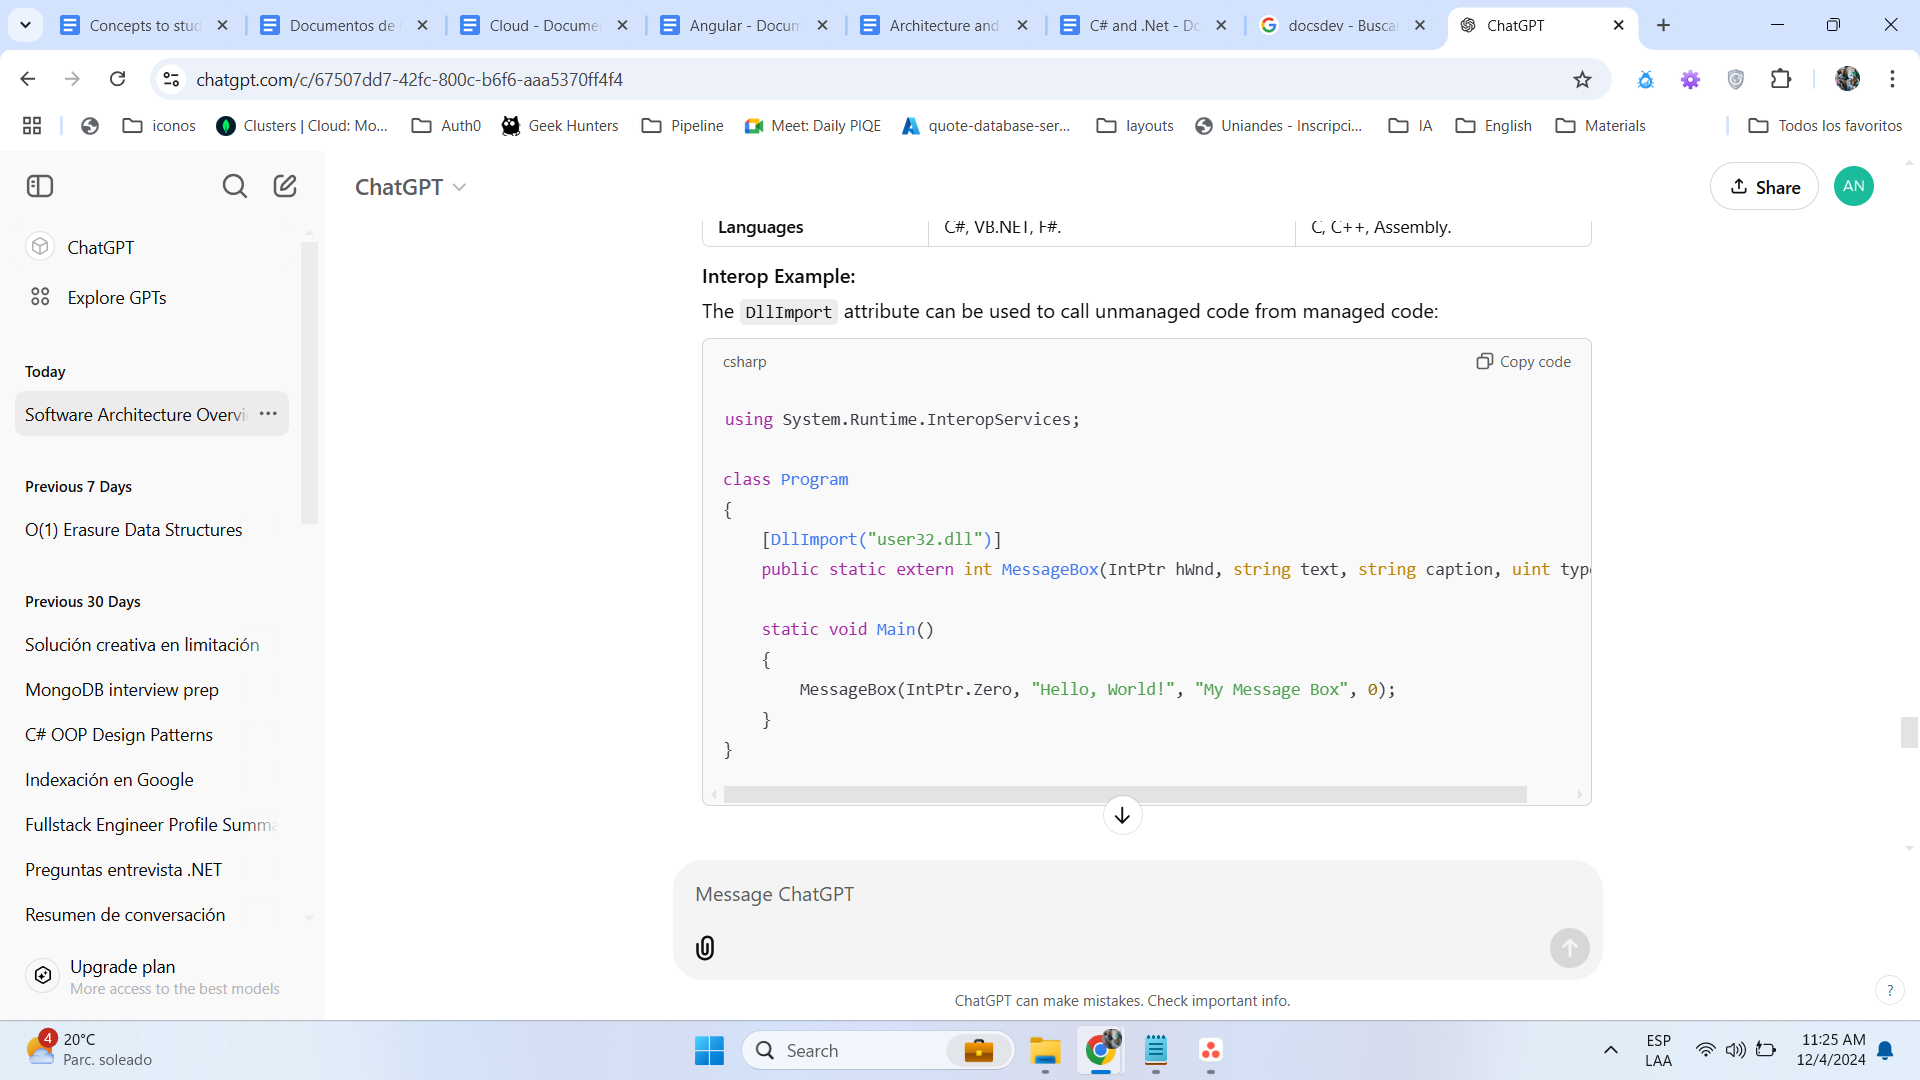 Concepts to stud
Documentos de
Cloud - Docume
Angular - Docum
Architecture and
C# and .Net - Do
docsdev - Buscar
ChatGPT
chatgpt.com/c/67507dd7-42fc-800c-b6f6-aaa5370ff4f4
iconos
Clusters | Cloud: Mo...
Auth0
Geek Hunters
Pipeline
Meet: Daily PIQE
quote-database-ser...
layouts
Uniandes - Inscripci...
IA
English
Materials
Todos los favoritos
ChatGPT
Explore GPTs
Today
Software Architecture Overvi
Previous 7 Days
O(1) Erasure Data Structures
Previous 30 Days
Solución creativa en limitación
MongoDB interview prep
C# OOP Design Patterns
Indexación en Google
Fullstack Engineer Profile Summa
Preguntas entrevista .NET
Resumen de conversación
Upgrade plan
More access to the best models
ChatGPT
Share
AN
Languages C#, VB.NET, F#. C, C++, Assembly.
Interop Example:
The DllImport attribute can be used to call unmanaged code from managed code:
csharp
Copy code
using System.Runtime.InteropServices;
class Program
{
[DllImport("user32.dll")]
public static extern int MessageBox(IntPtr hWnd, string text, string caption, uint type
static void Main()
{
MessageBox(IntPtr.Zero, "Hello, World!", "My Message Box", 0);
}
}
Message ChatGPT
ChatGPT can make mistakes. Check important info.
?
4
20°C
Parc. soleado
Search
ESP
LAA
11:25 AM
12/4/2024